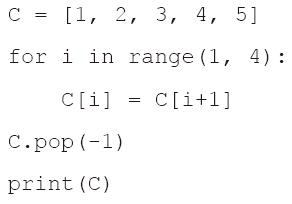 C = [1, 2, 3, 4, 5]
for i in range(1, 4):
    C[i] = C[i+1]
C.pop(-1)
print(C)